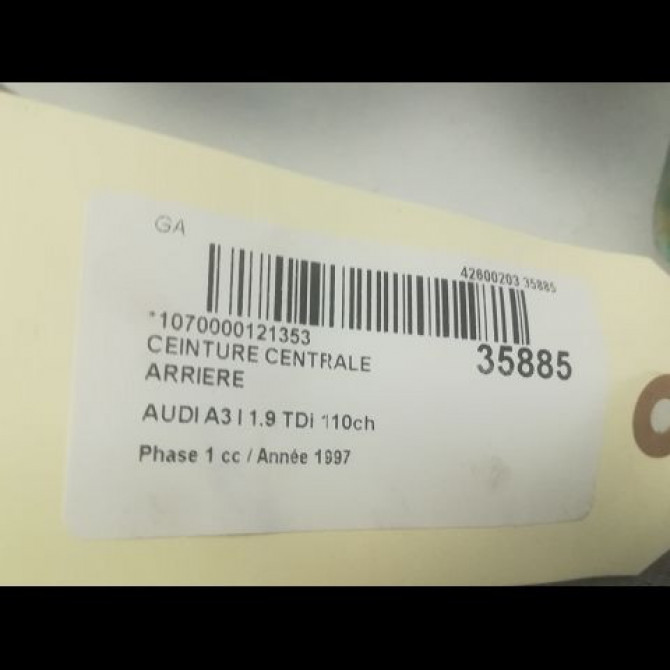 GA
42600203 35885
*1070000121353
35885
CEINTURE CENTRALE
ARRIERE
AUDI A3 I 1.9 TDi 110ch
Phase 1 cc / Année 1997